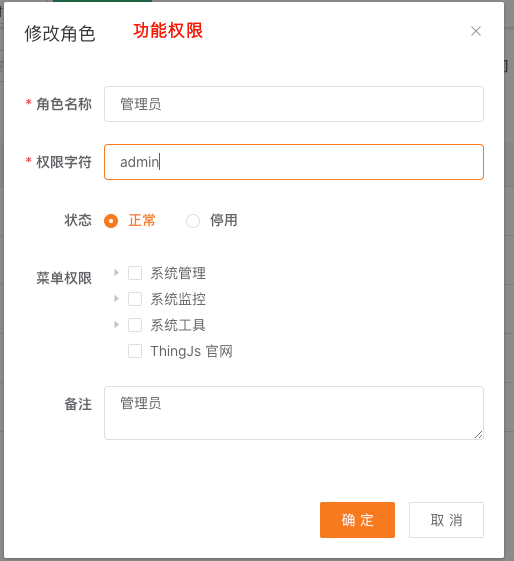 修改角色 功能权限
* 角色名称 管理员
* 权限字符 admin
状态 正常 停用
菜单权限 系统管理
系统监控
系统工具
ThingJs 官网
备注 管理员
确 定 取 消